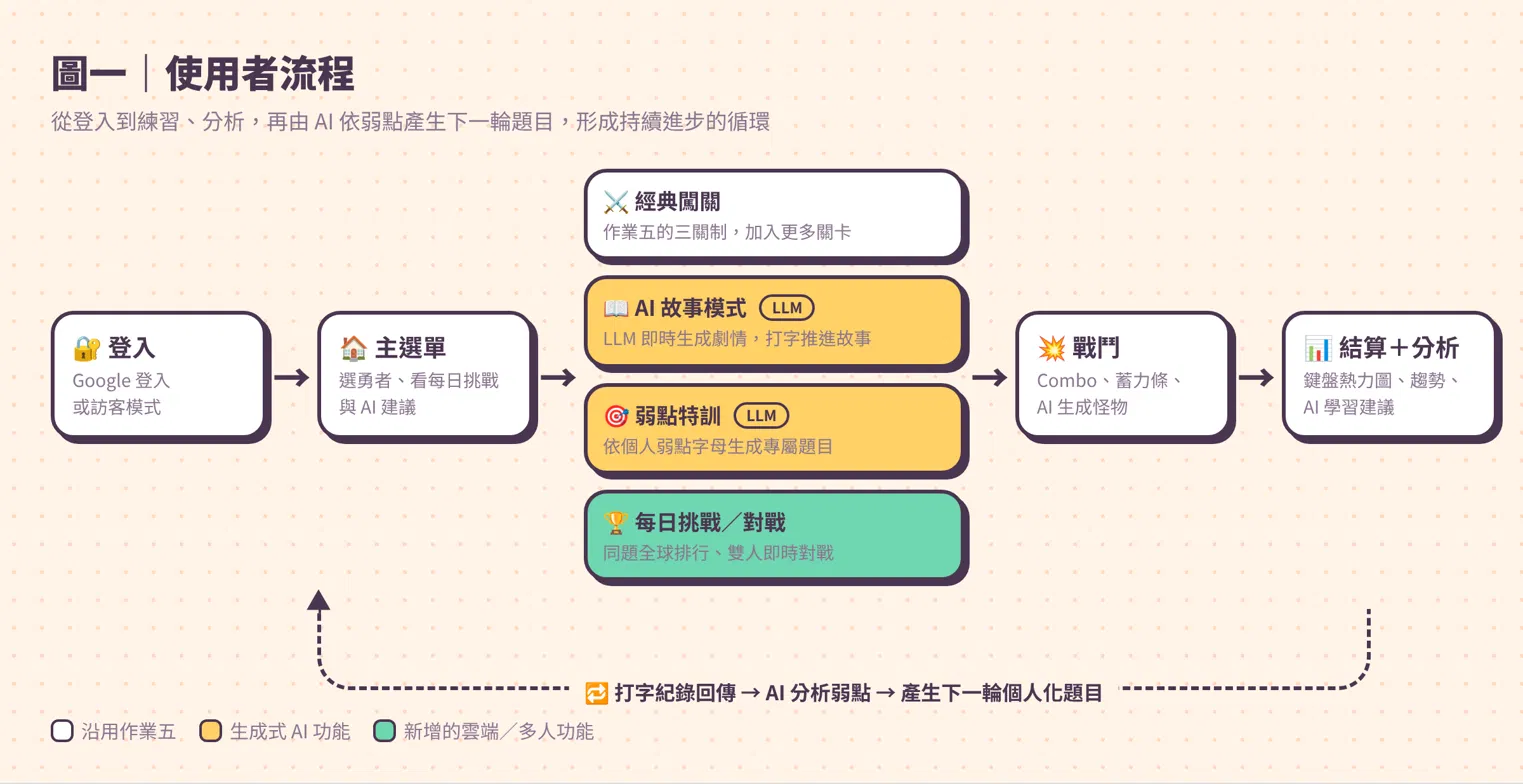 圖一｜使用者流程
從登入到練習、分析，再由 AI 依弱點產生下一輪題目，形成持續進步的循環
🔐 登入
Google 登入
或訪客模式
🏠 主選單
選勇者、看每日挑戰
與 AI 建議
⚔️ 經典闖關
作業五的三關制，加入更多關卡
📖 AI 故事模式 LLM
LLM 即時生成劇情，打字推進故事
🎯 弱點特訓 LLM
依個人弱點字母生成專屬題目
🏆 每日挑戰／對戰
同題全球排行、雙人即時對戰
💥 戰鬥
Combo、蓄力條、
AI 生成怪物
📊 結算＋分析
鍵盤熱力圖、趨勢、
AI 學習建議
🔁 打字紀錄回傳 → AI 分析弱點 → 產生下一輪個人化題目
沿用作業五
生成式 AI 功能
新增的雲端／多人功能